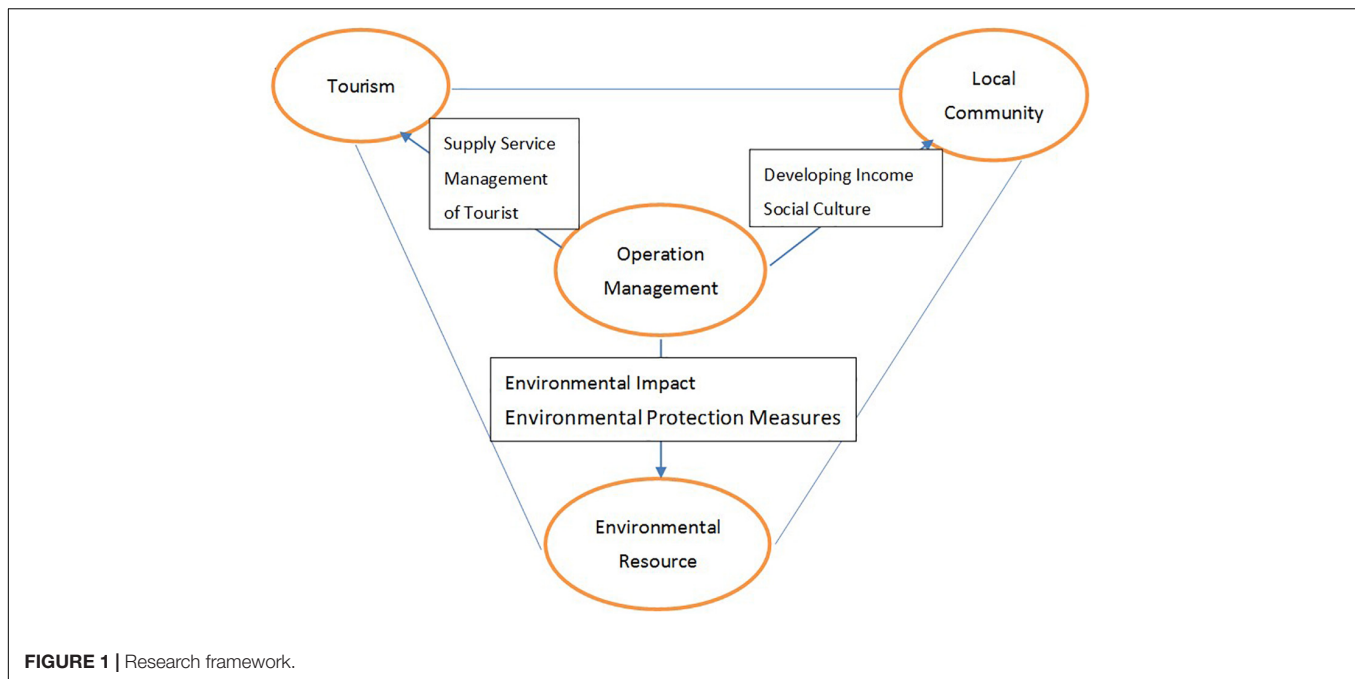 Tourism
Local
Community
Supply Service
Management
of Tourist
Developing Income
Social Culture
Operation
Management
Environmental Impact
Environmental Protection Measures
Environmental
Resource
FIGURE 1 | Research framework.